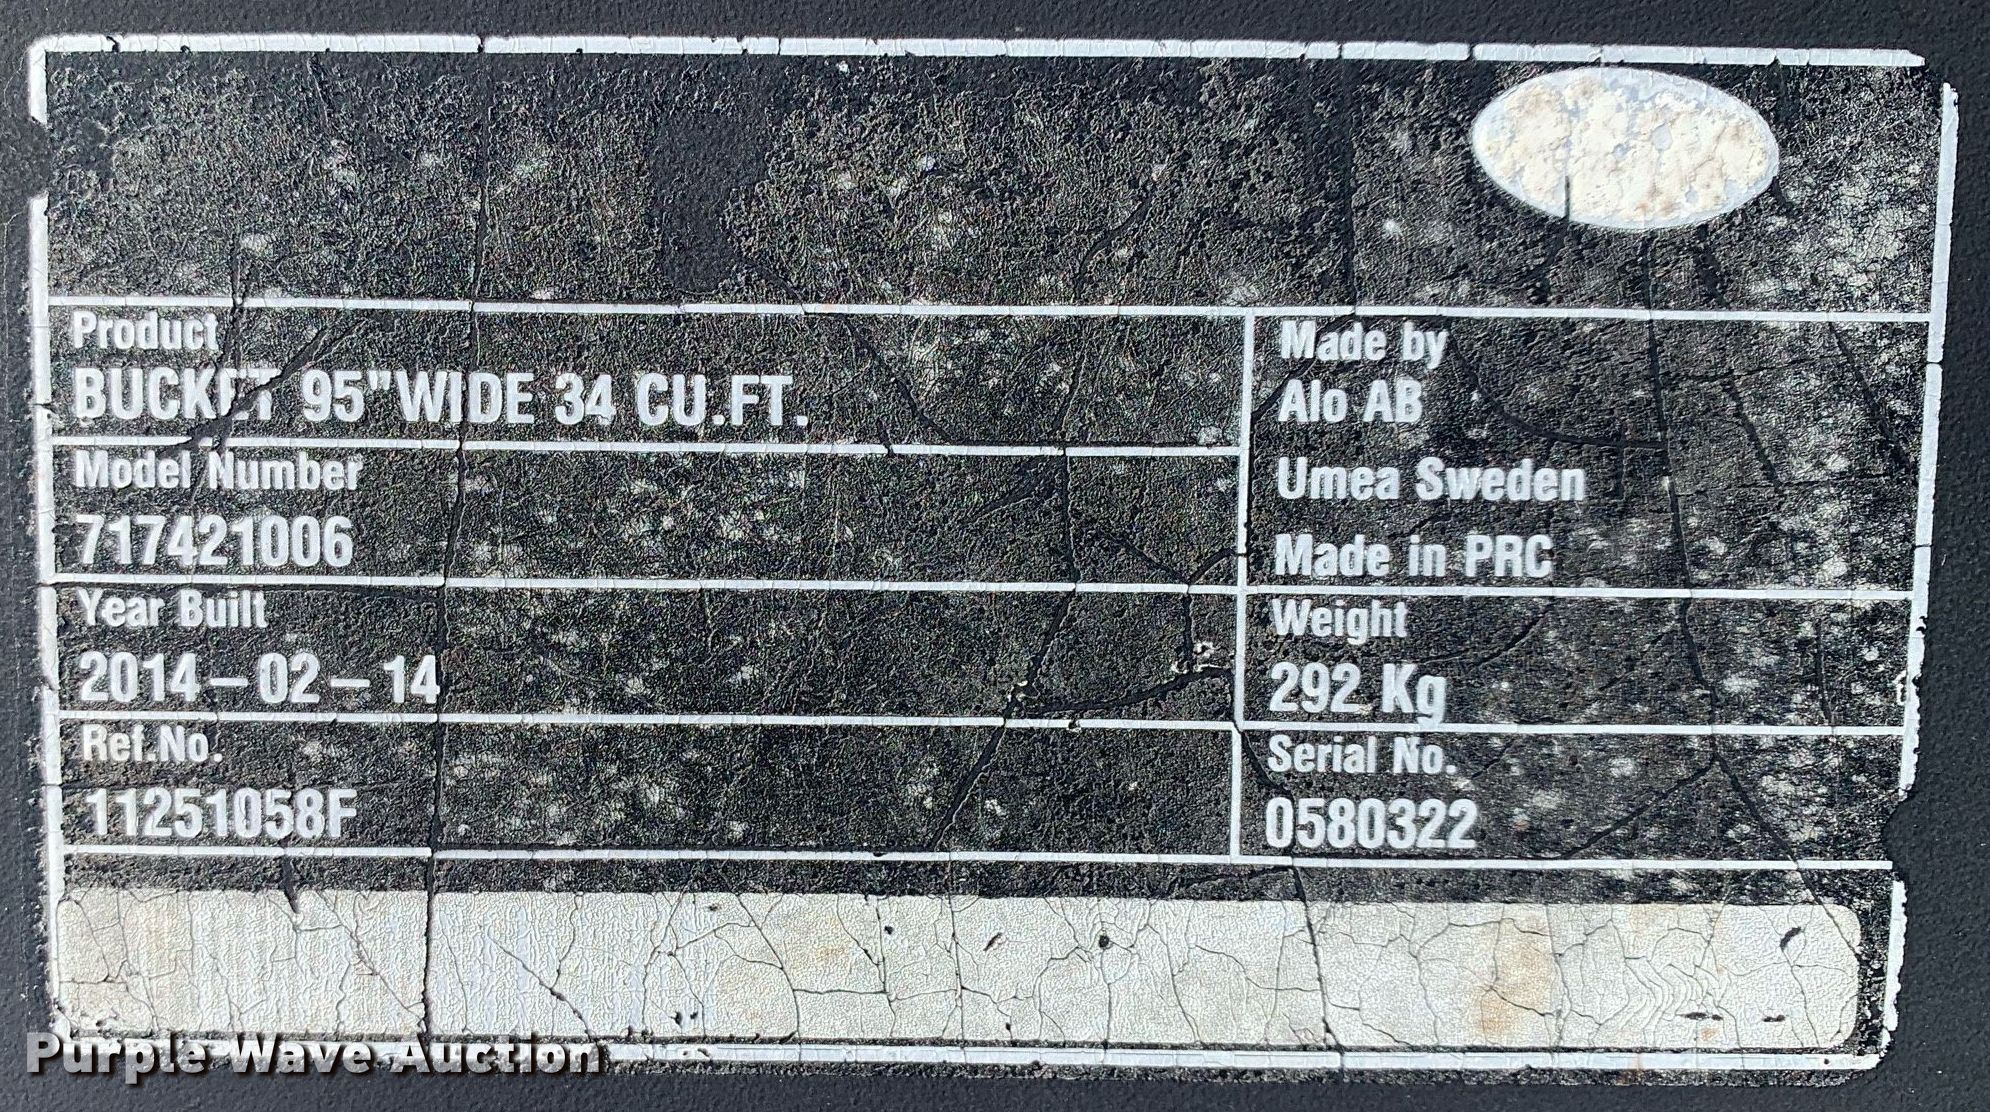 Product
BUCKET 95"WIDE 34 CU.FT.
Model Number
717421006
Year Built
2014-02-14
Ref.No.
11251058F
Made by
Alo AB
Umea Sweden
Made in PRC
Weight
292 Kg
Serial No.
0580322
Purple Wave Auction